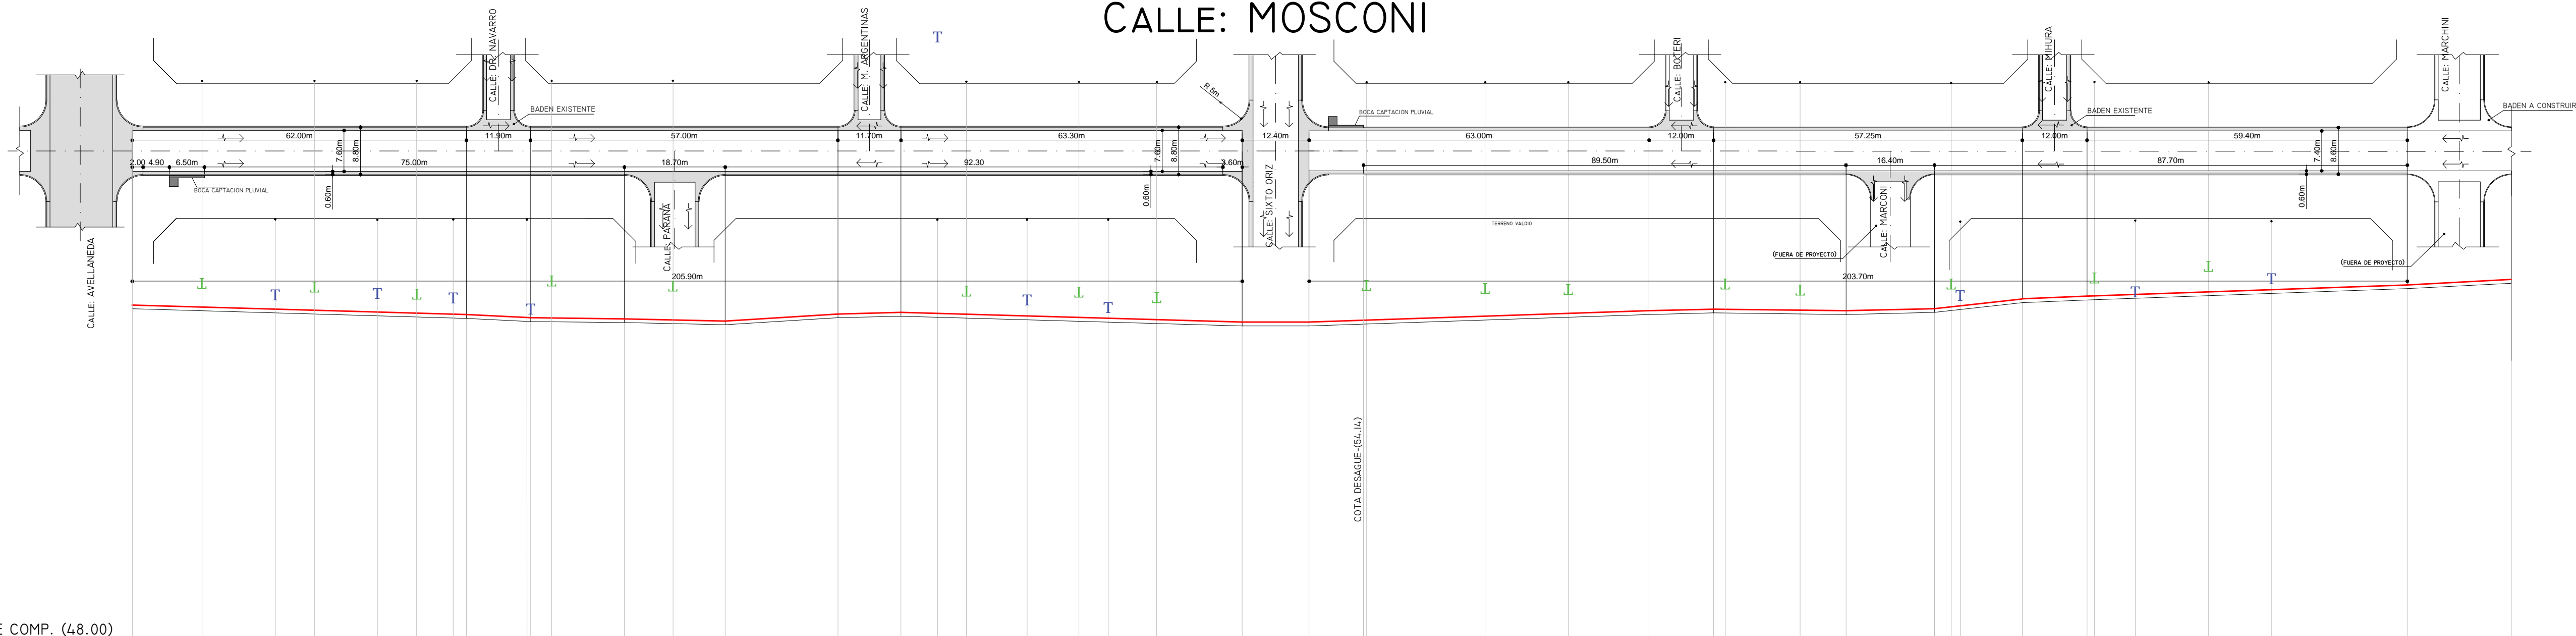 CALLE: MOSCONI
CALLE: DR. NAVARRO
CALLE: M. ARGENTINAS
T
CALLE: BOTTERI
CALLE: MIHURA
CALLE: MARCHINI
R 5m
BADEN EXISTENTE
BOCA CAPTACION PLUVIAL
BADEN EXISTENTE
BADEN A CONSTRUIR
62.00m
11.90m
57.00m
11.70m
63.30m
12.40m
63.00m
12.00m
57.25m
12.00m
59.40m
7.60m
8.80m
7.60m
8.80m
7.40m
8.60m
2.00
4.90
6.50m
75.00m
18.70m
92.30
3.60m
89.50m
16.40m
87.70m
BOCA CAPTACION PLUVIAL
0.60m
0.60m
0.60m
CALLE: AVELLANEDA
CALLE: PARANA
CALLE: SIXTO ORIZ
TERRENO VALDIO
CALLE: MARCONI
(FUERA DE PROYECTO)
(FUERA DE PROYECTO)
205.90m
203.70m
T T T T T T T T T T T T T T T T T T T T T T T T T T T T
COTA DESAGUE-(54.14)
E COMP. (48.00)